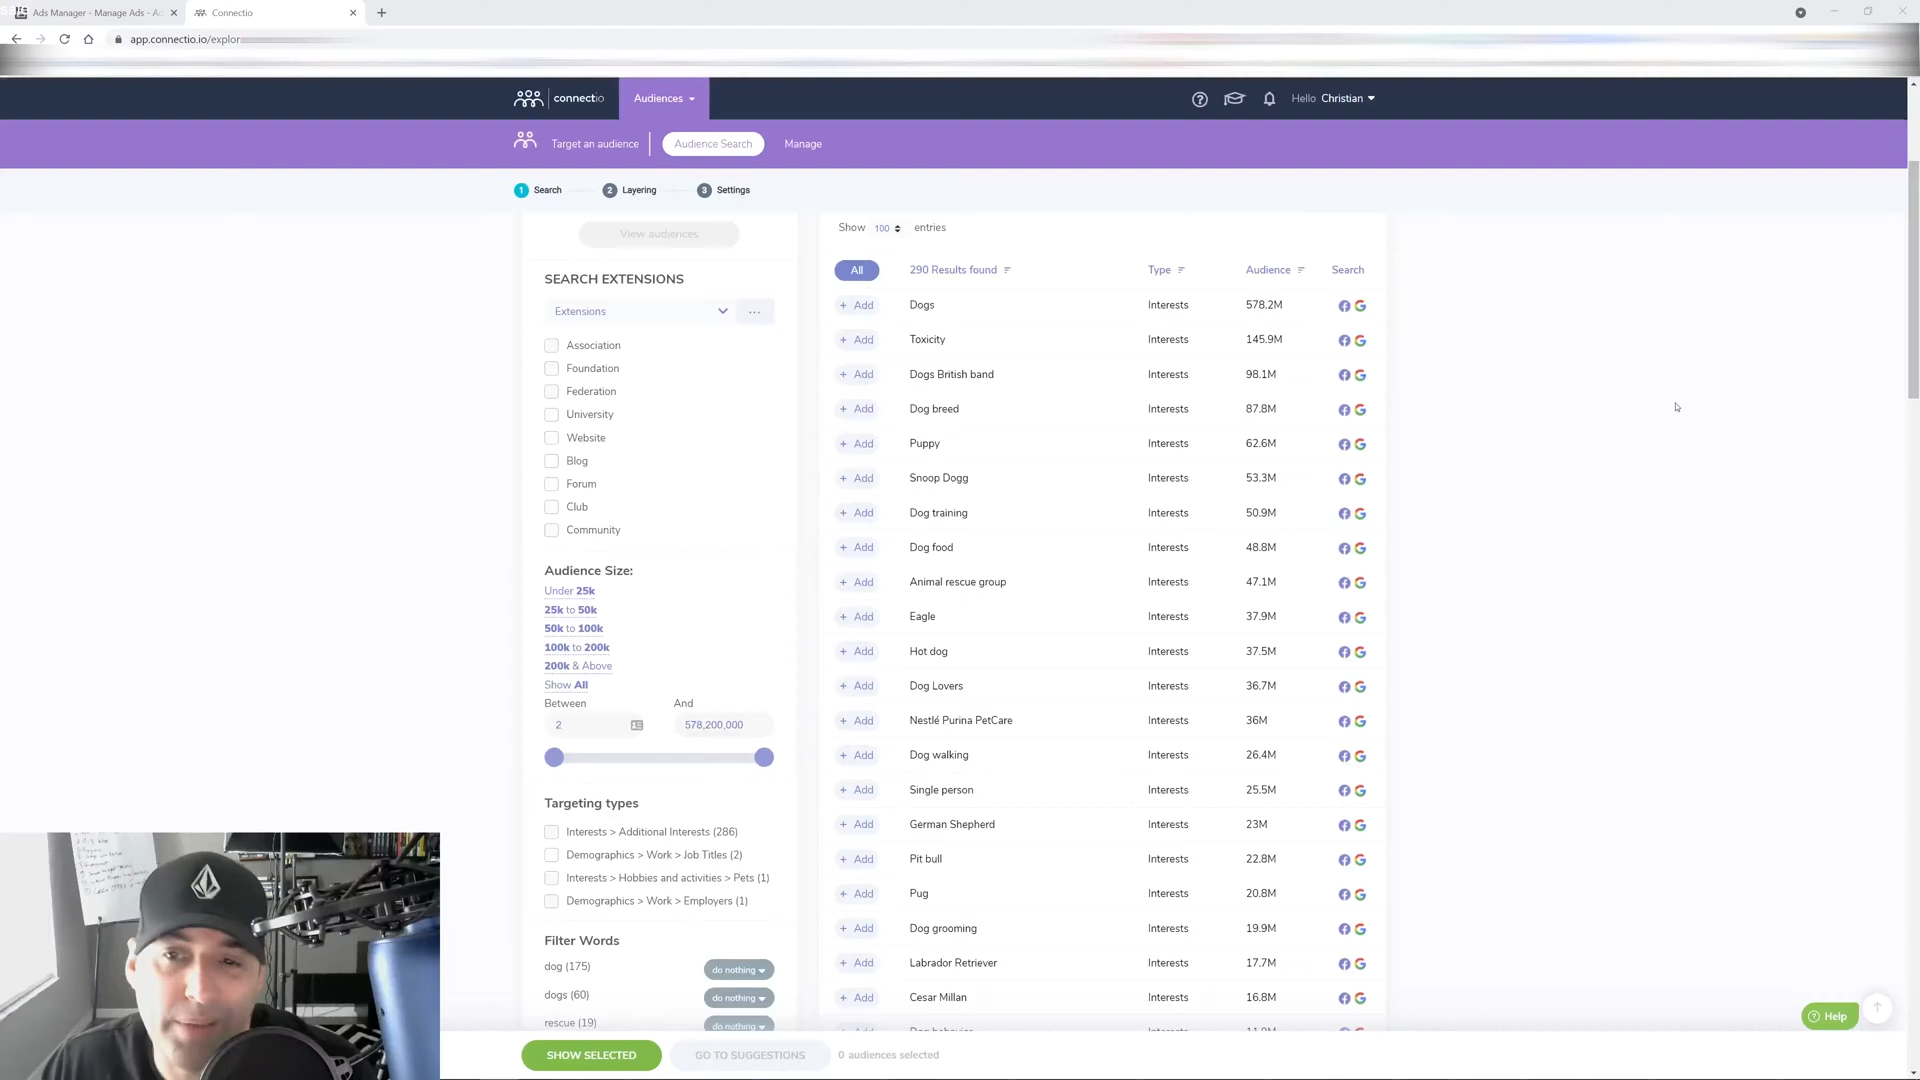 Ads Manager - Manage Ads - Ac
Connectio
app.connectio.io/explor
connectio
Audiences
Hello Christian
Target an audience
Audience Search
Manage
1 Search
2 Layering
3 Settings
View audiences
SEARCH EXTENSIONS
Extensions
...
Association
Foundation
Federation
University
Website
Blog
Forum
Club
Community
Audience Size:
Under 25k
25k to 50k
50k to 100k
100k to 200k
200k & Above
Show All
Between And
2 578,200,000
Targeting types
Interests > Additional Interests (286)
Demographics > Work > Job Titles (2)
Interests > Hobbies and activities > Pets (1)
Demographics > Work > Employers (1)
Filter Words
dog (175) do nothing
dogs (60) do nothing
rescue (19) do nothing
Show 100 entries
All 290 Results found Type Audience Search
+ Add Dogs Interests 578.2M
+ Add Toxicity Interests 145.9M
+ Add Dogs British band Interests 98.1M
+ Add Dog breed Interests 87.8M
+ Add Puppy Interests 62.6M
+ Add Snoop Dogg Interests 53.3M
+ Add Dog training Interests 50.9M
+ Add Dog food Interests 48.8M
+ Add Animal rescue group Interests 47.1M
+ Add Eagle Interests 37.9M
+ Add Hot dog Interests 37.5M
+ Add Dog Lovers Interests 36.7M
+ Add Nestlé Purina PetCare Interests 36M
+ Add Dog walking Interests 26.4M
+ Add Single person Interests 25.5M
+ Add German Shepherd Interests 23M
+ Add Pit bull Interests 22.8M
+ Add Pug Interests 20.8M
+ Add Dog grooming Interests 19.9M
+ Add Labrador Retriever Interests 17.7M
+ Add Cesar Millan Interests 16.8M
SHOW SELECTED
GO TO SUGGESTIONS
0 audiences selected
Help